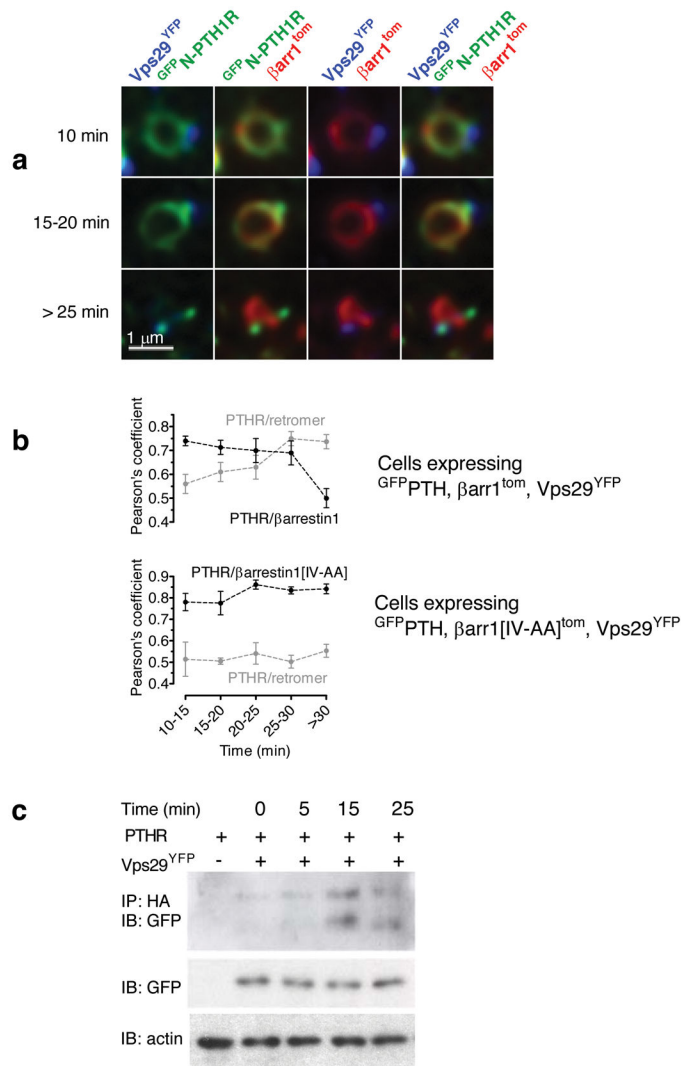 a
Vps29YFP GFPN-PTH1R
GFPN-PTH1R βarr1tom
Vps29YFP βarr1tom
Vps29YFP GFPN-PTH1R βarr1tom
10 min
15-20 min
> 25 min
1 μm
b
Pearson's coefficient
0.8
0.7
0.6
0.5
0.4
PTHR/retromer
PTHR/βarrestin1
Cells expressing
GFPPTH, βarr1tom, Vps29YFP
Pearson's coefficient
0.9
0.8
0.7
0.6
0.5
0.4
PTHR/βarrestin1[IV-AA]
PTHR/retromer
Cells expressing
GFPPTH, βarr1[IV-AA]tom, Vps29YFP
10-15 15-20 20-25 25-30 >30
Time (min)
c
Time (min) 0 5 15 25
PTHR + + + + +
Vps29YFP - + + + +
IP: HA
IB: GFP
IB: GFP
IB: actin